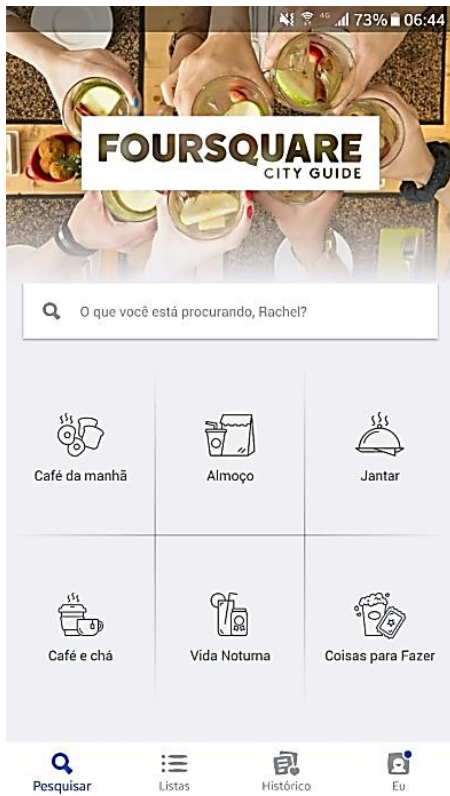 4G 73% 06:44
FOURSQUARE
CITY GUIDE
O que você está procurando, Rachel?
Café da manhã
Almoço
Jantar
Café e chá
Vida Noturna
Coisas para Fazer
Pesquisar
Listas
Histórico
Eu